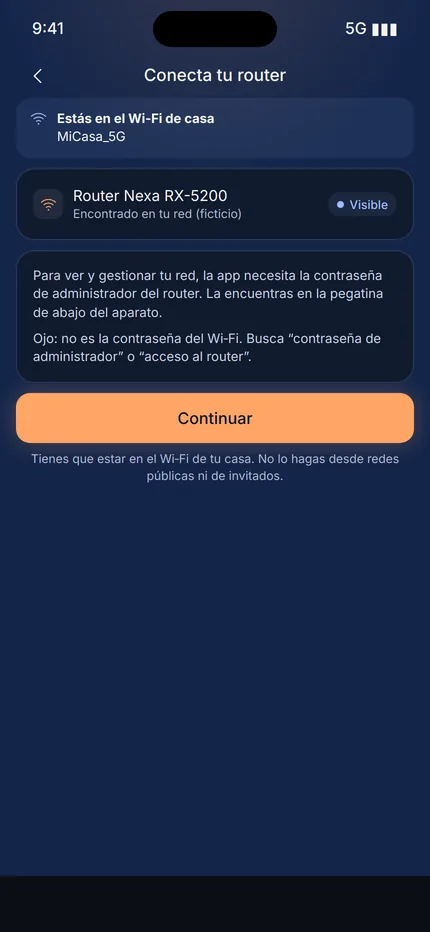 9:41
5G
Conecta tu router
Estás en el Wi-Fi de casa
MiCasa_5G
Router Nexa RX-5200
Encontrado en tu red (ficticio)
Visible
Para ver y gestionar tu red, la app necesita la contraseña
de administrador del router. La encuentras en la pegatina
de abajo del aparato.
Ojo: no es la contraseña del Wi-Fi. Busca “contraseña de
administrador” o “acceso al router”.
Continuar
Tienes que estar en el Wi-Fi de tu casa. No lo hagas desde redes
públicas ni de invitados.